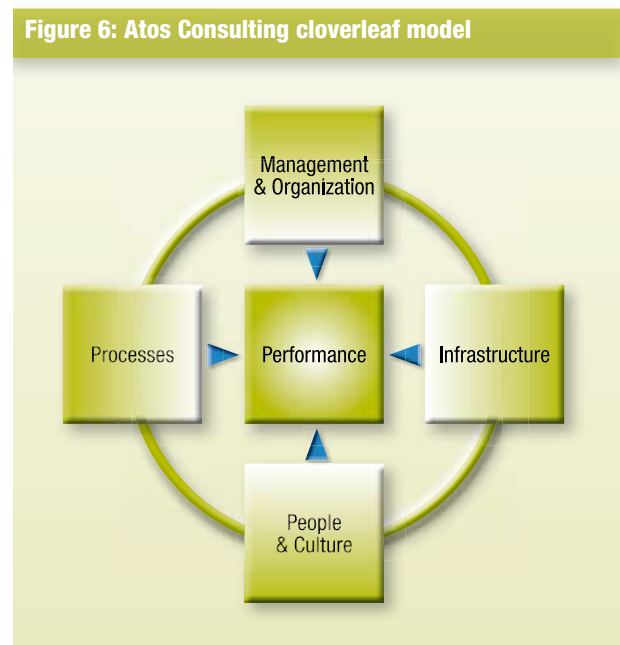 Figure 6: Atos Consulting cloverleaf model
Management
& Organization
Processes
Performance
Infrastructure
People
& Culture